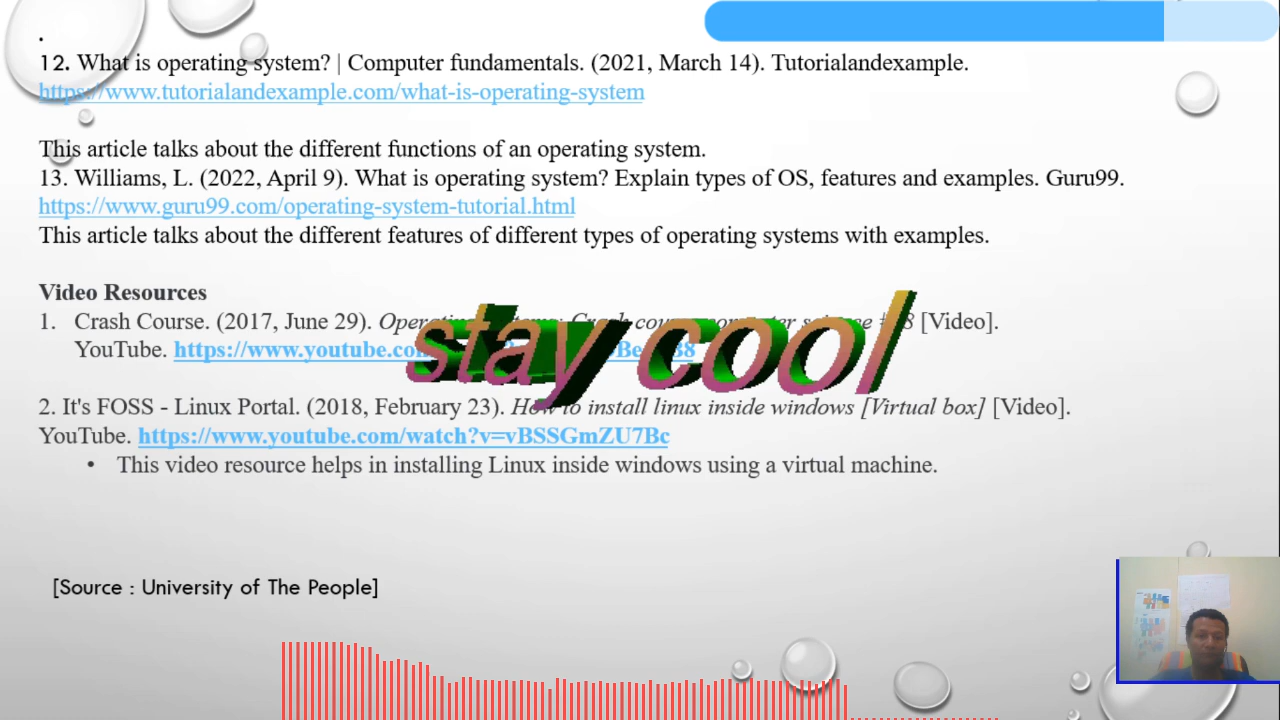 .
12. What is operating system? | Computer fundamentals. (2021, March 14). Tutorialandexample.
https://www.tutorialandexample.com/what-is-operating-system
This article talks about the different functions of an operating system.
13. Williams, L. (2022, April 9). What is operating system? Explain types of OS, features and examples. Guru99.
https://www.guru99.com/operating-system-tutorial.html
This article talks about the different features of different types of operating systems with examples.
Video Resources
1. Crash Course. (2017, June 29). [Video].
stay cool
YouTube.
2. It's FOSS - Linux Portal. (2018, February 23). How to install linux inside windows [Virtual box] [Video].
YouTube. https://www.youtube.com/watch?v=vBSSGmZU7Bc
• This video resource helps in installing Linux inside windows using a virtual machine.
[Source : University of The People]